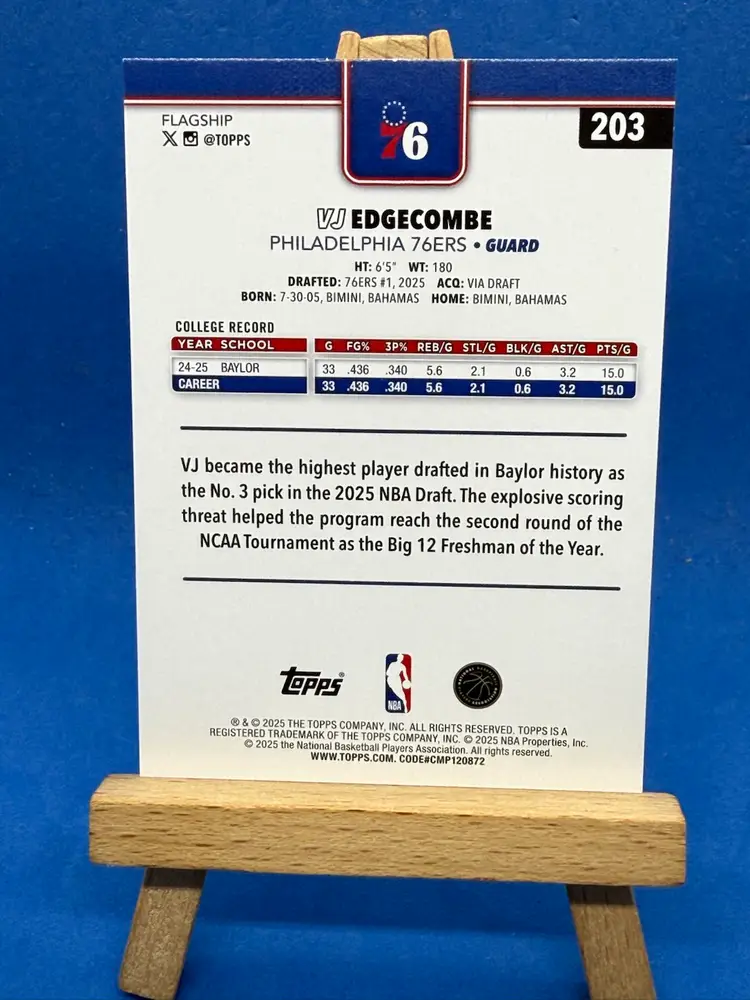 FLAGSHIP
@TOPPS
76
203
VJ EDGECOMBE
PHILADELPHIA 76ERS • GUARD
HT: 6'5" WT: 180
DRAFTED: 76ERS #1, 2025 ACQ: VIA DRAFT
BORN: 7-30-05, BIMINI, BAHAMAS HOME: BIMINI, BAHAMAS
COLLEGE RECORD
YEAR SCHOOL G FG% 3P% REB/G STL/G BLK/G AST/G PTS/G
24-25 BAYLOR 33 .436 .340 5.6 2.1 0.6 3.2 15.0
CAREER 33 .436 .340 5.6 2.1 0.6 3.2 15.0
VJ became the highest player drafted in Baylor history as
the No. 3 pick in the 2025 NBA Draft. The explosive scoring
threat helped the program reach the second round of the
NCAA Tournament as the Big 12 Freshman of the Year.
Topps®
NBA
® & © 2025 THE TOPPS COMPANY, INC. ALL RIGHTS RESERVED. TOPPS IS A
REGISTERED TRADEMARK OF THE TOPPS COMPANY, INC. © 2025 NBA Properties, Inc.
© 2025 the National Basketball Players Association. All rights reserved.
WWW.TOPPS.COM. CODE#CMP120872